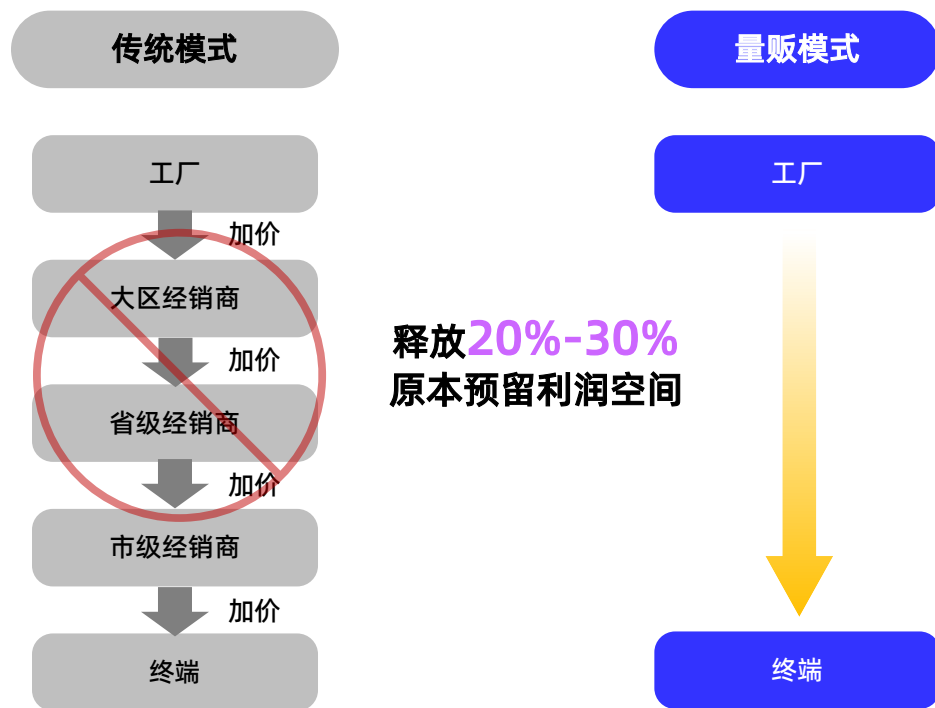 传统模式
量贩模式
工厂
加价
大区经销商
加价
省级经销商
加价
市级经销商
加价
终端
释放20%-30%
原本预留利润空间
工厂
终端